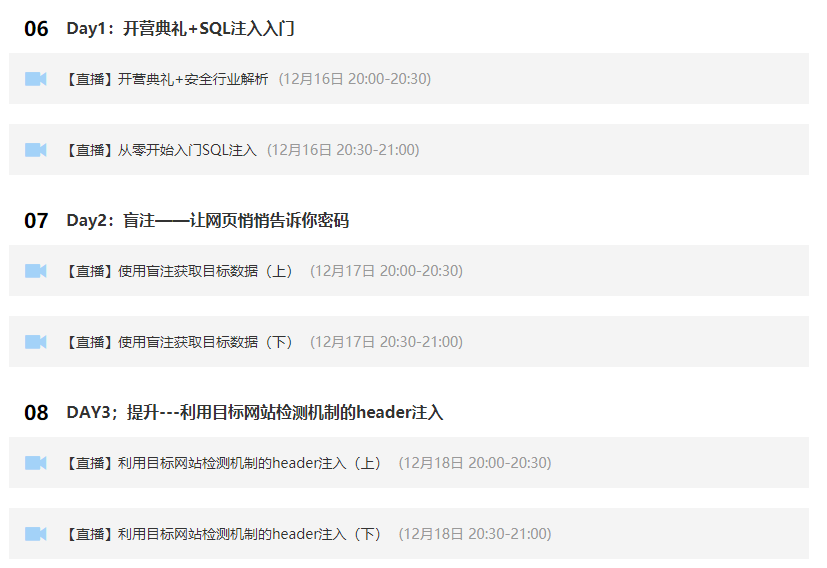 06 Day1：开营典礼+SQL注入入门
【直播】开营典礼+安全行业解析 (12月16日 20:00-20:30)
【直播】从零开始入门SQL注入 (12月16日 20:30-21:00)
07 Day2：盲注——让网页悄悄告诉你密码
【直播】使用盲注获取目标数据（上） (12月17日 20:00-20:30)
【直播】使用盲注获取目标数据（下） (12月17日 20:30-21:00)
08 DAY3；提升---利用目标网站检测机制的header注入
【直播】利用目标网站检测机制的header注入（上） (12月18日 20:00-20:30)
【直播】利用目标网站检测机制的header注入（下） (12月18日 20:30-21:00)